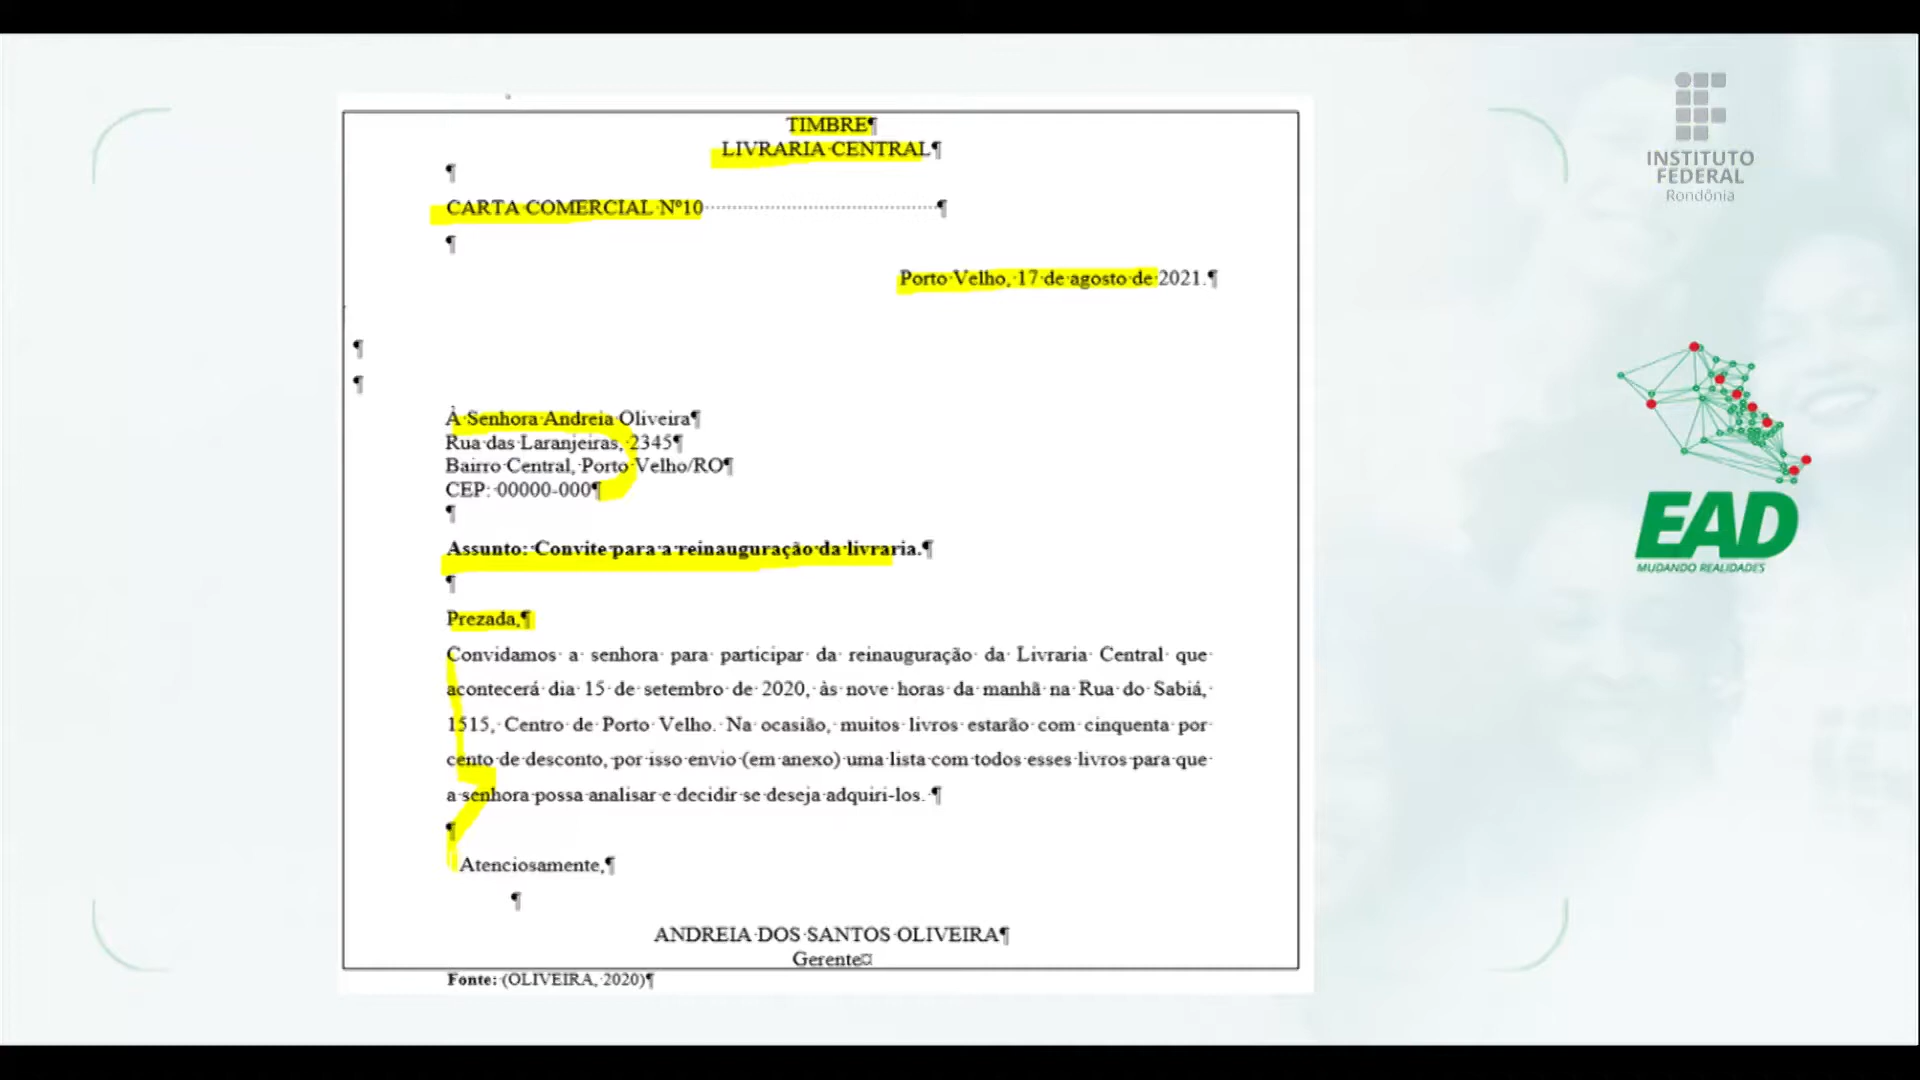 TIMBRE¶
LIVRARIA CENTRAL¶
¶
CARTA COMERCIAL Nº10¶
¶
Porto Velho, 17 de agosto de 2021.¶
¶
¶
À Senhora Andreia Oliveira¶
Rua das Laranjeiras, 2345¶
Bairro Central, Porto Velho/RO¶
CEP: 00000-000¶
¶
Assunto: Convite para a reinauguração da livraria.¶
¶
Prezada,¶
Convidamos a senhora para participar da reinauguração da Livraria Central que
acontecerá dia 15 de setembro de 2020, às nove horas da manhã na Rua do Sabiá,
1515, Centro de Porto Velho. Na ocasião, muitos livros estarão com cinquenta por
cento de desconto, por isso envio (em anexo) uma lista com todos esses livros para que
a senhora possa analisar e decidir se deseja adquiri-los. ¶
¶
Atenciosamente,¶
¶
ANDREIA DOS SANTOS OLIVEIRA¶
Gerente¤
Fonte: (OLIVEIRA, 2020)¶
INSTITUTO
FEDERAL
Rondônia
EAD
MUDANDO REALIDADES